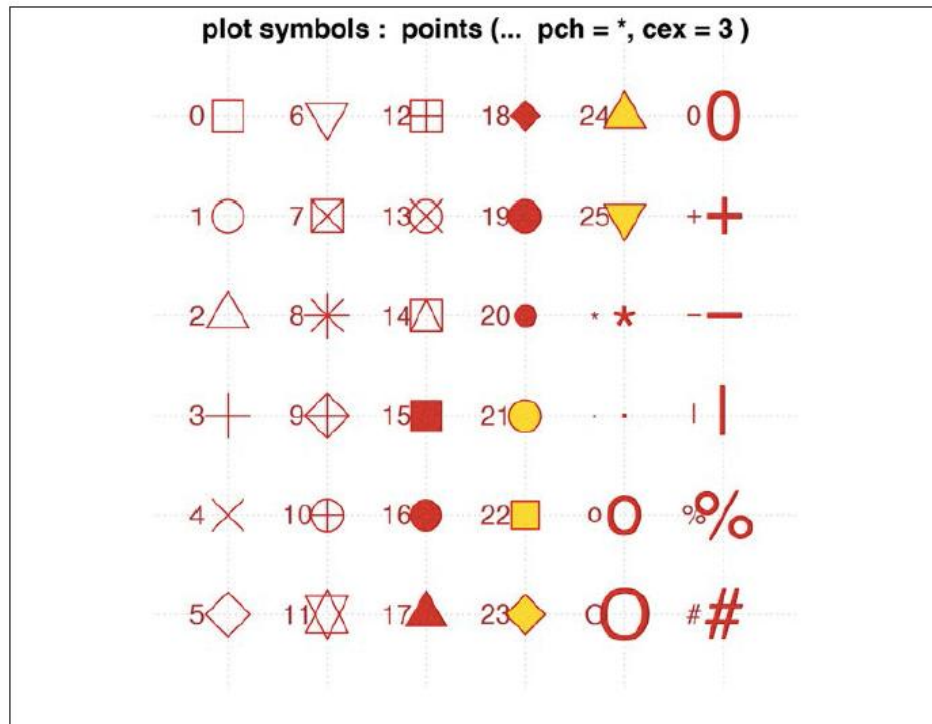 plot symbols :  points (...  pch = *, cex = 3 )
0 6 12 18 24 0 0
1 7 13 19 25 + +
2 8 14 20 * * - -
3 9 15 21 . . | |
4 10 16 22 o o % %
5 11 17 23 O O # #